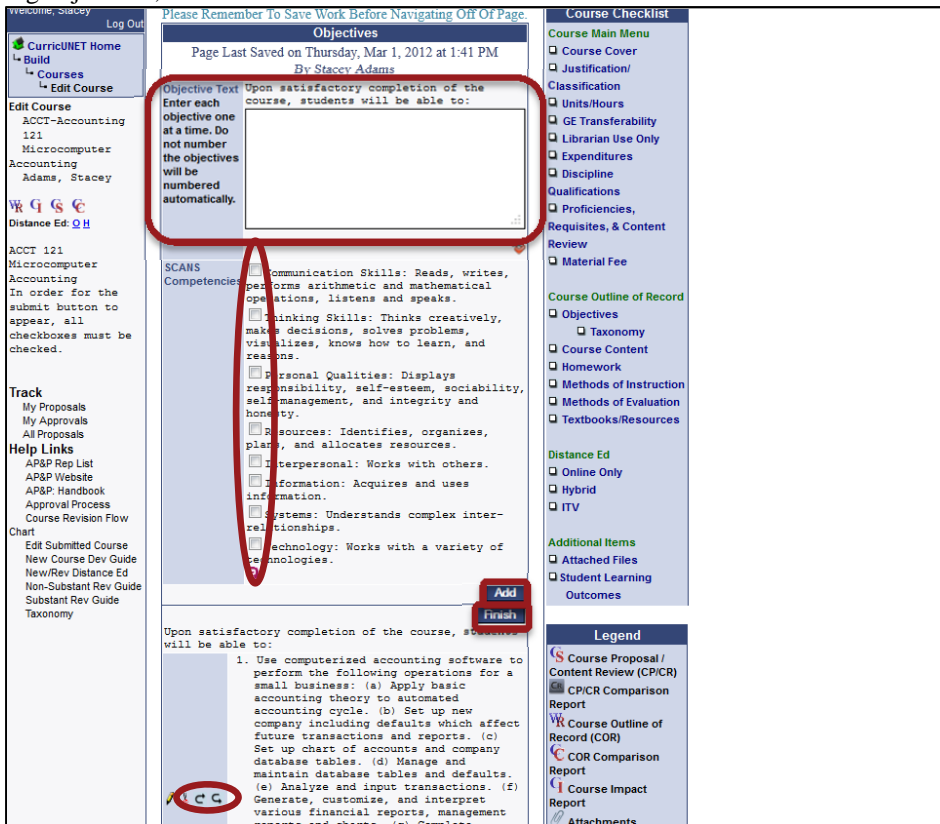 Welcome, Stacey
Log Out
CurricUNET Home
Build
Courses
Edit Course
Edit Course
ACCT-Accounting
121
Microcomputer
Accounting
Adams, Stacey
WR CI CS CC
Distance Ed: O H
ACCT 121
Microcomputer
Accounting
In order for the
submit button to
appear, all
checkboxes must be
checked.
Track
My Proposals
My Approvals
All Proposals
Help Links
AP&P Rep List
AP&P Website
AP&P: Handbook
Approval Process
Course Revision Flow
Chart
Edit Submitted Course
New Course Dev Guide
New/Rev Distance Ed
Non-Substant Rev Guide
Substant Rev Guide
Taxonomy
Please Remember To Save Work Before Navigating Off Of Page.
Objectives
Page Last Saved on Thursday, Mar 1, 2012 at 1:41 PM
By Stacey Adams
Objective Text
Enter each
objective one
at a time. Do
not number
the objectives
will be
numbered
automatically.
Upon satisfactory completion of the
course, students will be able to:
SCANS
Competencies
Communication Skills: Reads, writes,
performs arithmetic and mathematical
operations, listens and speaks.
Thinking Skills: Thinks creatively,
makes decisions, solves problems,
visualizes, knows how to learn, and
reasons.
Personal Qualities: Displays
responsibility, self-esteem, sociability,
self-management, and integrity and
honesty.
Resources: Identifies, organizes,
plans, and allocates resources.
Interpersonal: Works with others.
Information: Acquires and uses
information.
Systems: Understands complex inter-
relationships.
Technology: Works with a variety of
technologies.
Add
Finish
Upon satisfactory completion of the course, students
will be able to:
1. Use computerized accounting software to
perform the following operations for a
small business: (a) Apply basic
accounting theory to automated
accounting cycle. (b) Set up new
company including defaults which affect
future transactions and reports. (c)
Set up chart of accounts and company
database tables. (d) Manage and
maintain database tables and defaults.
(e) Analyze and input transactions. (f)
Generate, customize, and interpret
various financial reports, management
reports and charts. (g) Complete
Course Checklist
Course Main Menu
Course Cover
Justification/
Classification
Units/Hours
GE Transferability
Librarian Use Only
Expenditures
Discipline
Qualifications
Proficiencies,
Requisites, & Content
Review
Material Fee
Course Outline of Record
Objectives
Taxonomy
Course Content
Homework
Methods of Instruction
Methods of Evaluation
Textbooks/Resources
Distance Ed
Online Only
Hybrid
ITV
Additional Items
Attached Files
Student Learning
Outcomes
Legend
CS Course Proposal /
Content Review (CP/CR)
CR CP/CR Comparison
Report
WR Course Outline of
Record (COR)
CC COR Comparison
Report
CI Course Impact
Report
Attachments